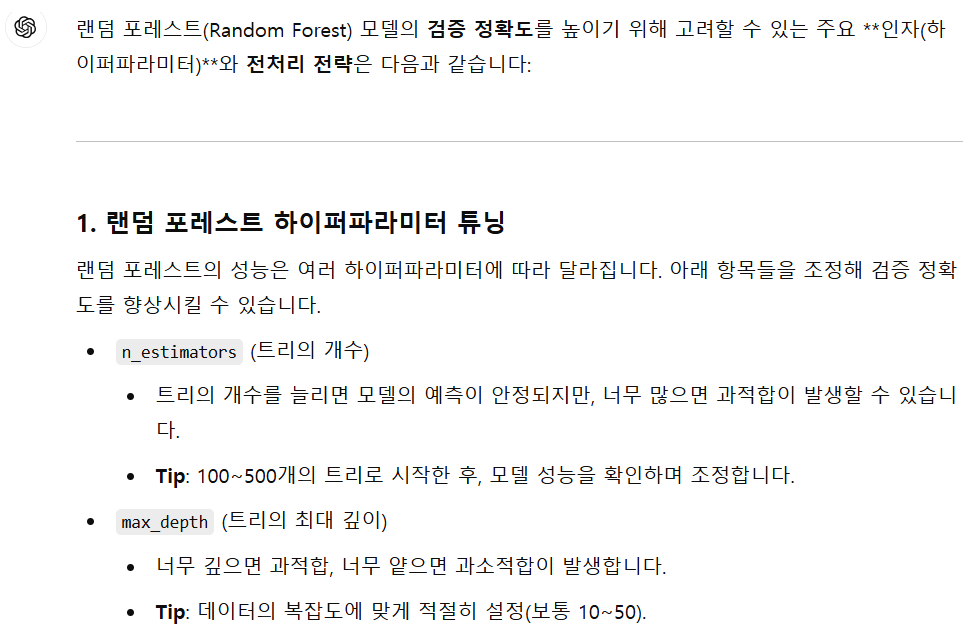 랜덤 포레스트(Random Forest) 모델의 검증 정확도를 높이기 위해 고려할 수 있는 주요 **인자(하
이퍼파라미터)**와 전처리 전략은 다음과 같습니다:
1. 랜덤 포레스트 하이퍼파라미터 튜닝
랜덤 포레스트의 성능은 여러 하이퍼파라미터에 따라 달라집니다. 아래 항목들을 조정해 검증 정확
도를 향상시킬 수 있습니다.
• n_estimators (트리의 개수)
• 트리의 개수를 늘리면 모델의 예측이 안정되지만, 너무 많으면 과적합이 발생할 수 있습니
다.
• Tip: 100~500개의 트리로 시작한 후, 모델 성능을 확인하며 조정합니다.
• max_depth (트리의 최대 깊이)
• 너무 깊으면 과적합, 너무 얕으면 과소적합이 발생합니다.
• Tip: 데이터의 복잡도에 맞게 적절히 설정(보통 10~50).